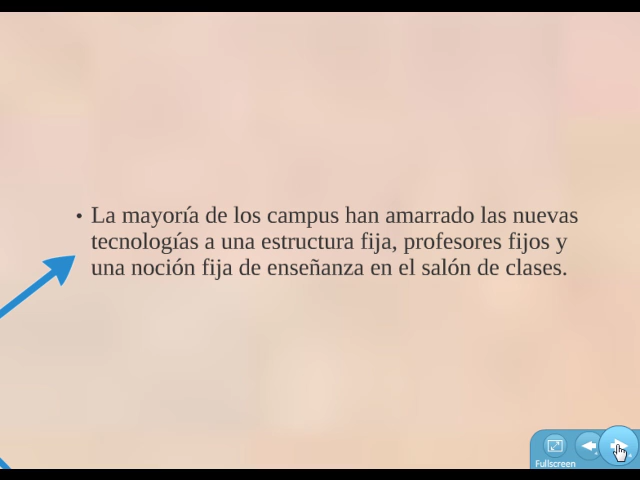 • La mayoría de los campus han amarrado las nuevas
tecnologías a una estructura fija, profesores fijos y
una noción fija de enseñanza en el salón de clases.
Fullscreen